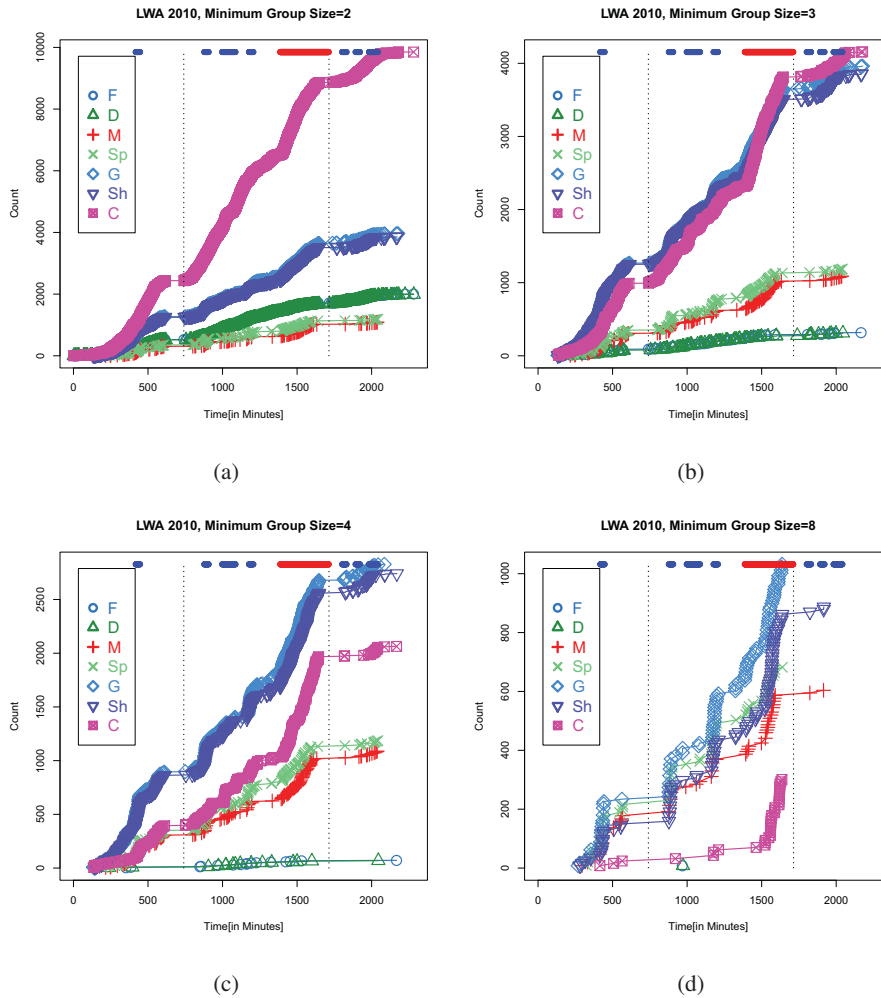 LWA 2010, Minimum Group Size=2
Count
0 2000 4000 6000 8000 10000
F
D
M
Sp
G
Sh
C
0 500 1000 1500 2000
Time[in Minutes]
(a)
LWA 2010, Minimum Group Size=3
Count
0 1000 2000 3000 4000
F
D
M
Sp
G
Sh
C
0 500 1000 1500 2000
Time[in Minutes]
(b)
LWA 2010, Minimum Group Size=4
Count
0 500 1000 1500 2000 2500
F
D
M
Sp
G
Sh
C
0 500 1000 1500 2000
Time[in Minutes]
(c)
LWA 2010, Minimum Group Size=8
Count
0 200 400 600 800 1000
F
D
M
Sp
G
Sh
C
0 500 1000 1500 2000
Time[in Minutes]
(d)